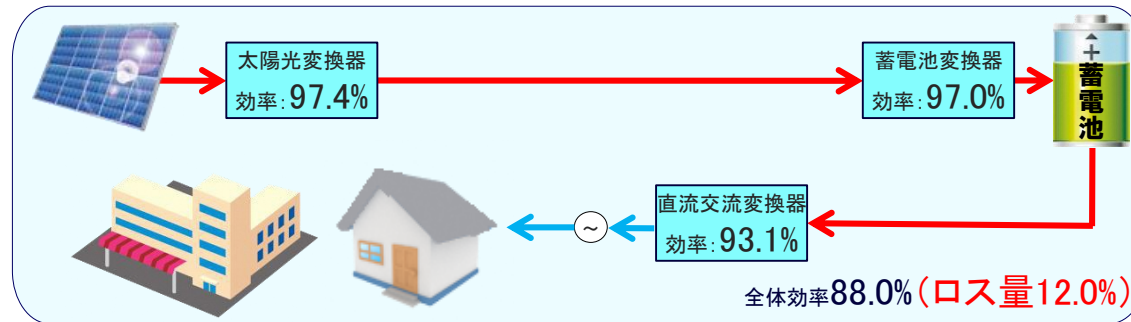 太陽光変換器
効率:97.4%
蓄電池変換器
効率:97.0%
+蓄電池
直流交流変換器
効率:93.1%
~
全体効率88.0%(ロス量12.0%)